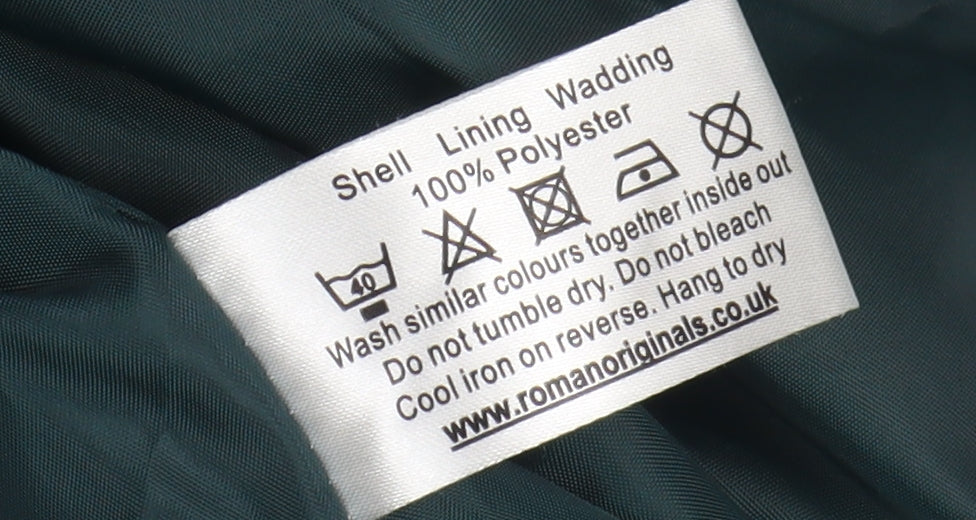 Shell Lining Wadding
100% Polyester
40
Wash similar colours together inside out
Do not tumble dry. Do not bleach
Cool iron on reverse. Hang to dry
www.romanoriginals.co.uk